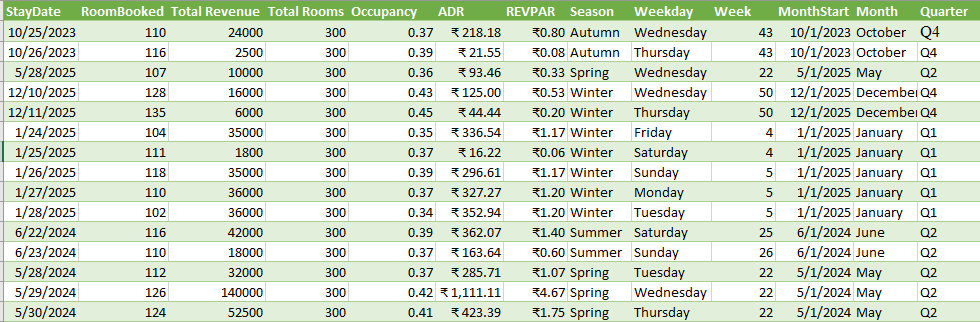 StayDate RoomBooked Total Revenue Total Rooms Occupancy ADR REVPAR Season Weekday Week MonthStart Month Quarter
10/25/2023 110 24000 300 0.37 ₹ 218.18 ₹0.80 Autumn Wednesday 43 10/1/2023 October Q4
10/26/2023 116 2500 300 0.39 ₹ 21.55 ₹0.08 Autumn Thursday 43 10/1/2023 October Q4
5/28/2025 107 10000 300 0.36 ₹ 93.46 ₹0.33 Spring Wednesday 22 5/1/2025 May Q2
12/10/2025 128 16000 300 0.43 ₹ 125.00 ₹0.53 Winter Wednesday 50 12/1/2025 December Q4
12/11/2025 135 6000 300 0.45 ₹ 44.44 ₹0.20 Winter Thursday 50 12/1/2025 December Q4
1/24/2025 104 35000 300 0.35 ₹ 336.54 ₹1.17 Winter Friday 4 1/1/2025 January Q1
1/25/2025 111 1800 300 0.37 ₹ 16.22 ₹0.06 Winter Saturday 4 1/1/2025 January Q1
1/26/2025 118 35000 300 0.39 ₹ 296.61 ₹1.17 Winter Sunday 5 1/1/2025 January Q1
1/27/2025 110 36000 300 0.37 ₹ 327.27 ₹1.20 Winter Monday 5 1/1/2025 January Q1
1/28/2025 102 36000 300 0.34 ₹ 352.94 ₹1.20 Winter Tuesday 5 1/1/2025 January Q1
6/22/2024 116 42000 300 0.39 ₹ 362.07 ₹1.40 Summer Saturday 25 6/1/2024 June Q2
6/23/2024 110 18000 300 0.37 ₹ 163.64 ₹0.60 Summer Sunday 26 6/1/2024 June Q2
5/28/2024 112 32000 300 0.37 ₹ 285.71 ₹1.07 Spring Tuesday 22 5/1/2024 May Q2
5/29/2024 126 140000 300 0.42 ₹ 1,111.11 ₹4.67 Spring Wednesday 22 5/1/2024 May Q2
5/30/2024 124 52500 300 0.41 ₹ 423.39 ₹1.75 Spring Thursday 22 5/1/2024 May Q2